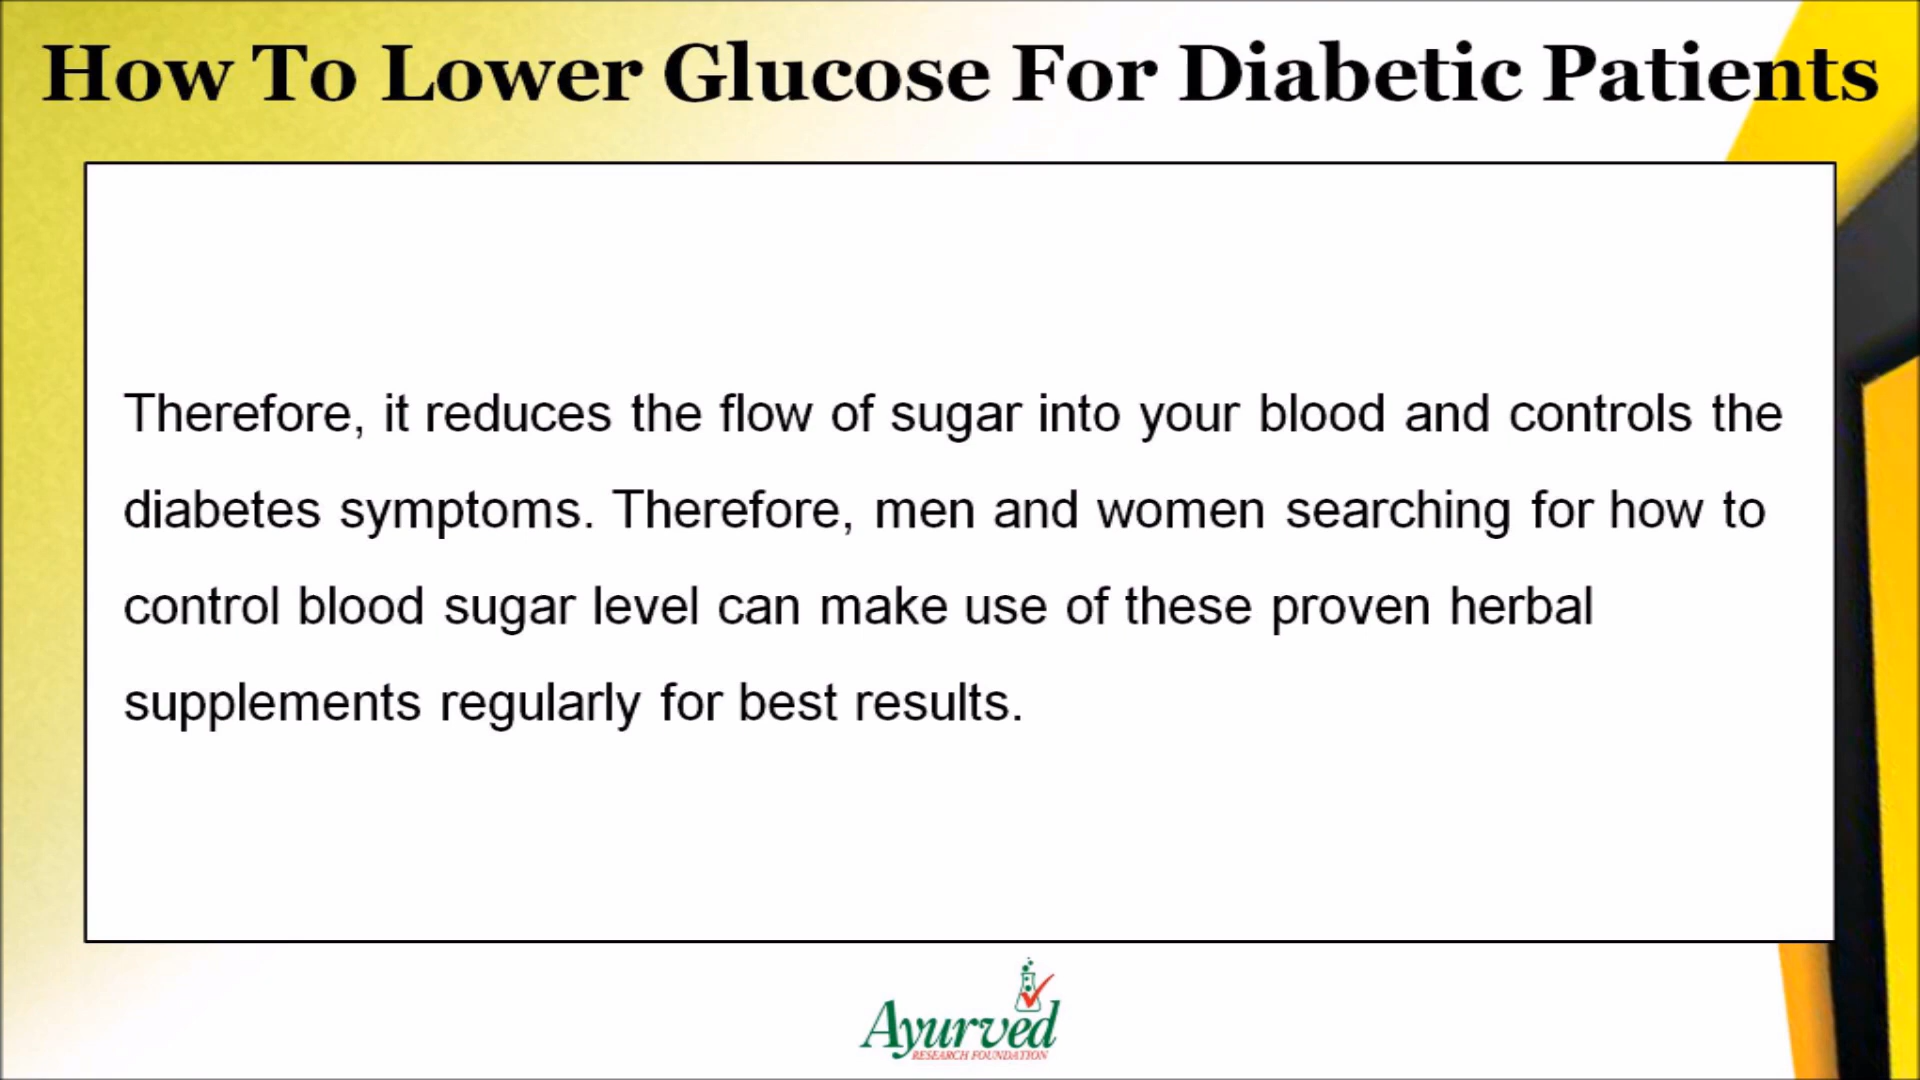 How To Lower Glucose For Diabetic Patients
Therefore, it reduces the flow of sugar into your blood and controls the
diabetes symptoms. Therefore, men and women searching for how to
control blood sugar level can make use of these proven herbal
supplements regularly for best results.
Ayurved
RESEARCH FOUNDATION